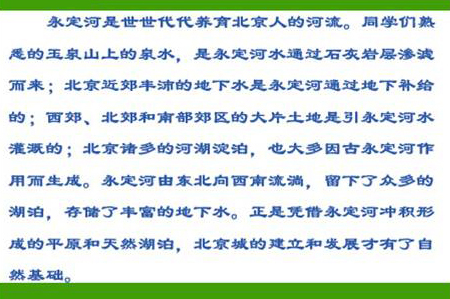 永定河是世世代代养育北京人的河流。同学们熟
悉的玉泉山上的泉水，是永定河水通过石灰岩层渗滤
而来；北京近郊丰沛的地下水是永定河通过地下补给
的；西郊、北郊和南部郊区的大片土地是引永定河水
灌溉的；北京诸多的河湖淀泊，也大多因古永定河作
用而生成。永定河由东北向西南流淌，留下了众多的
湖泊，存储了丰富的地下水。正是凭借永定河冲积形
成的平原和天然湖泊，北京城的建立和发展才有了自
然基础。